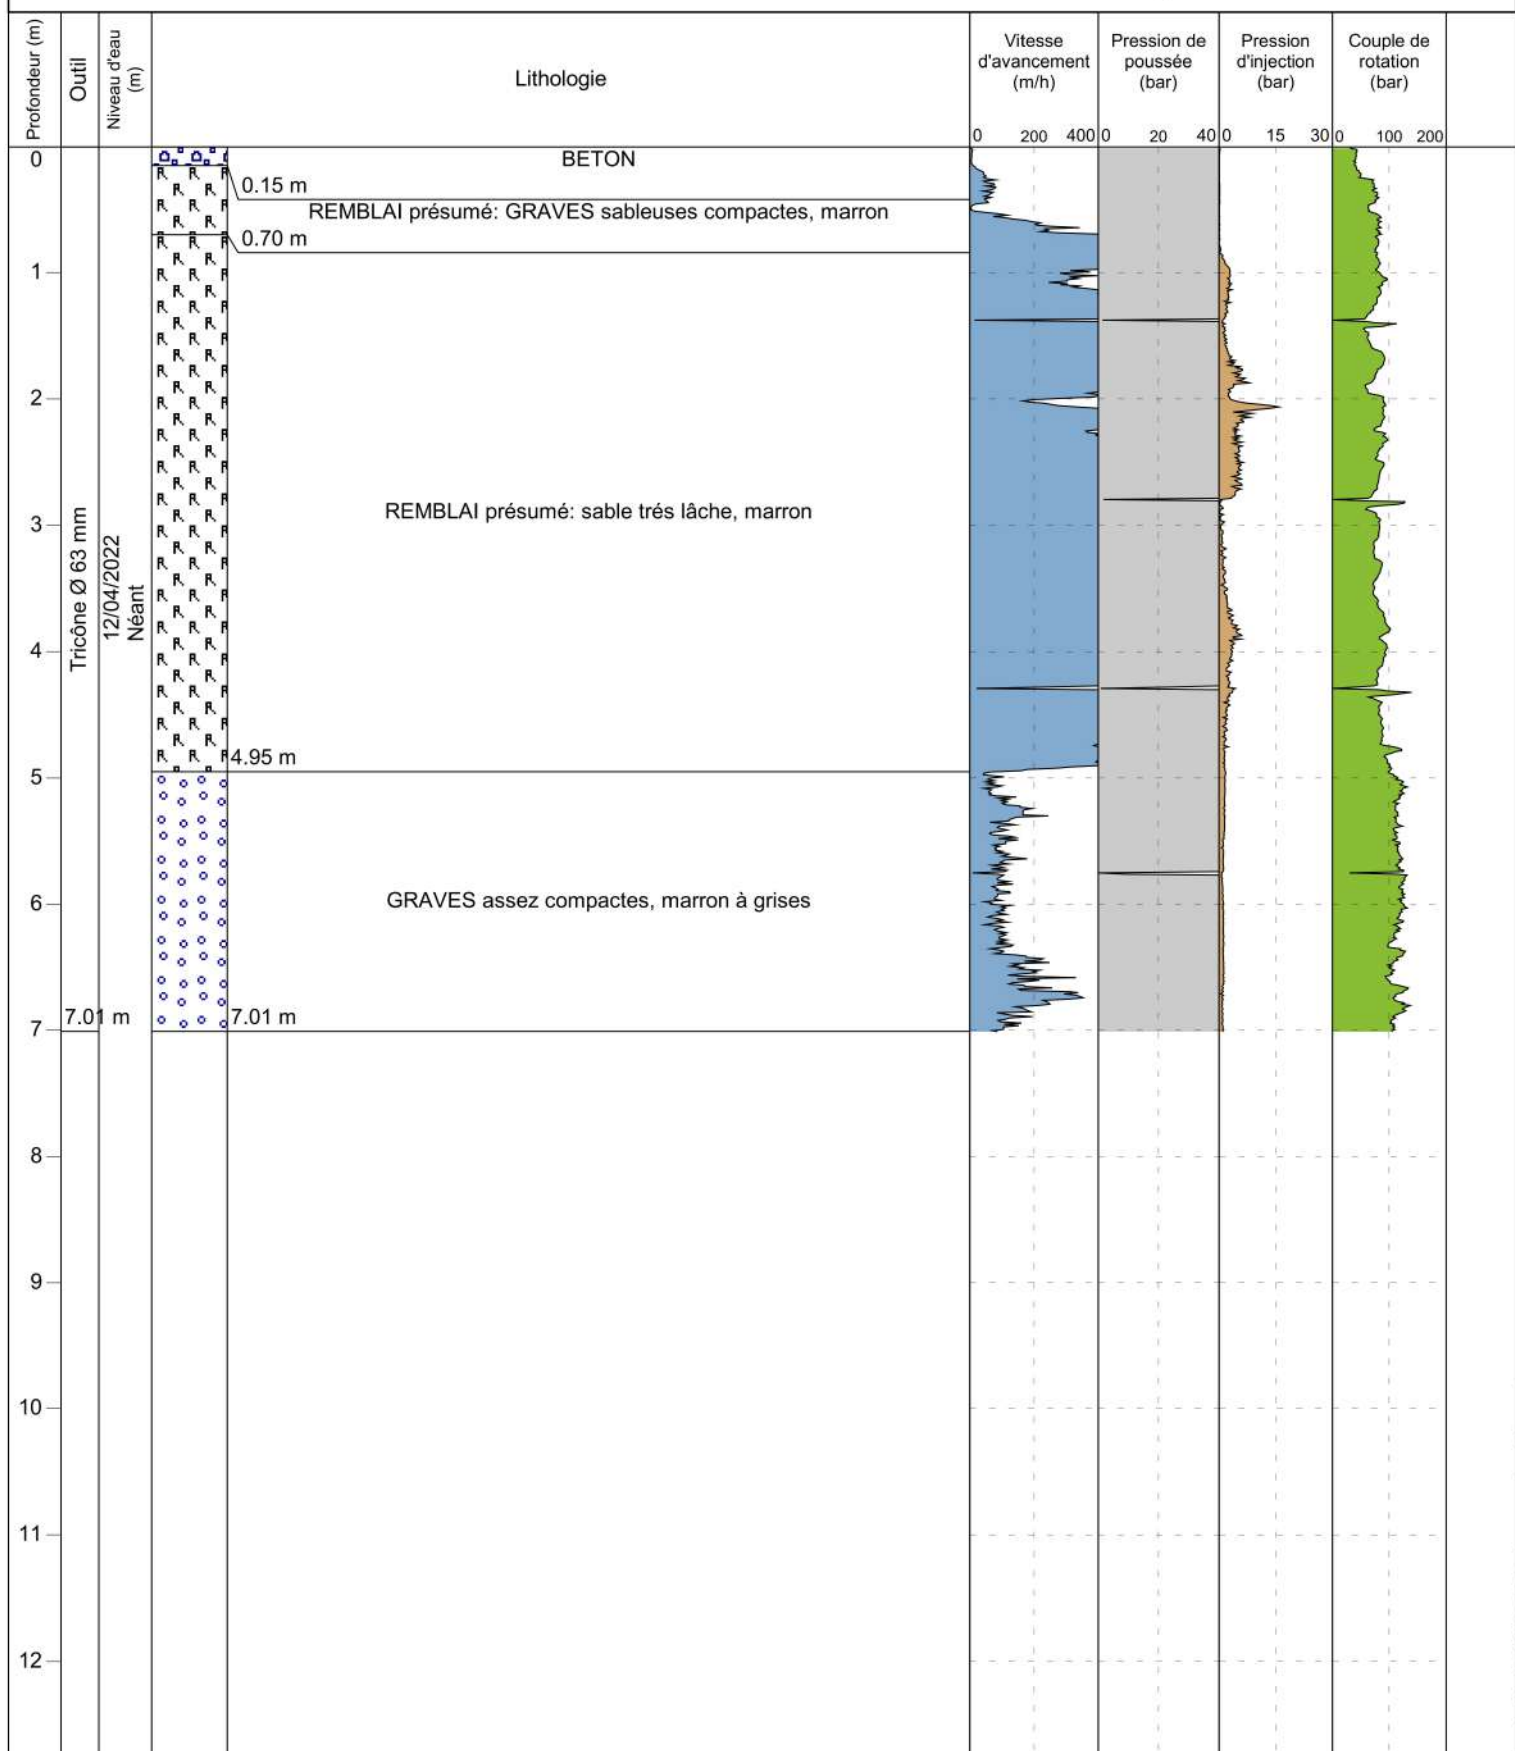 Profondeur (m)
Outil
Niveau d'eau
(m)
Lithologie
Vitesse
d'avancement
(m/h)
Pression de
poussée
(bar)
Pression
d'injection
(bar)
Couple de
rotation
(bar)
0 200 400
0 20 40
0 15 30
0 100 200
0
BETON
0.15 m
REMBLAI présumé: GRAVES sableuses compactes, marron
0.70 m
1
2
REMBLAI présumé: sable trés lâche, marron
3
Tricône Ø 63 mm
12/04/2022
Néant
4
4.95 m
5
GRAVES assez compactes, marron à grises
6
7.01 m
7.01 m
7
8
9
10
11
12